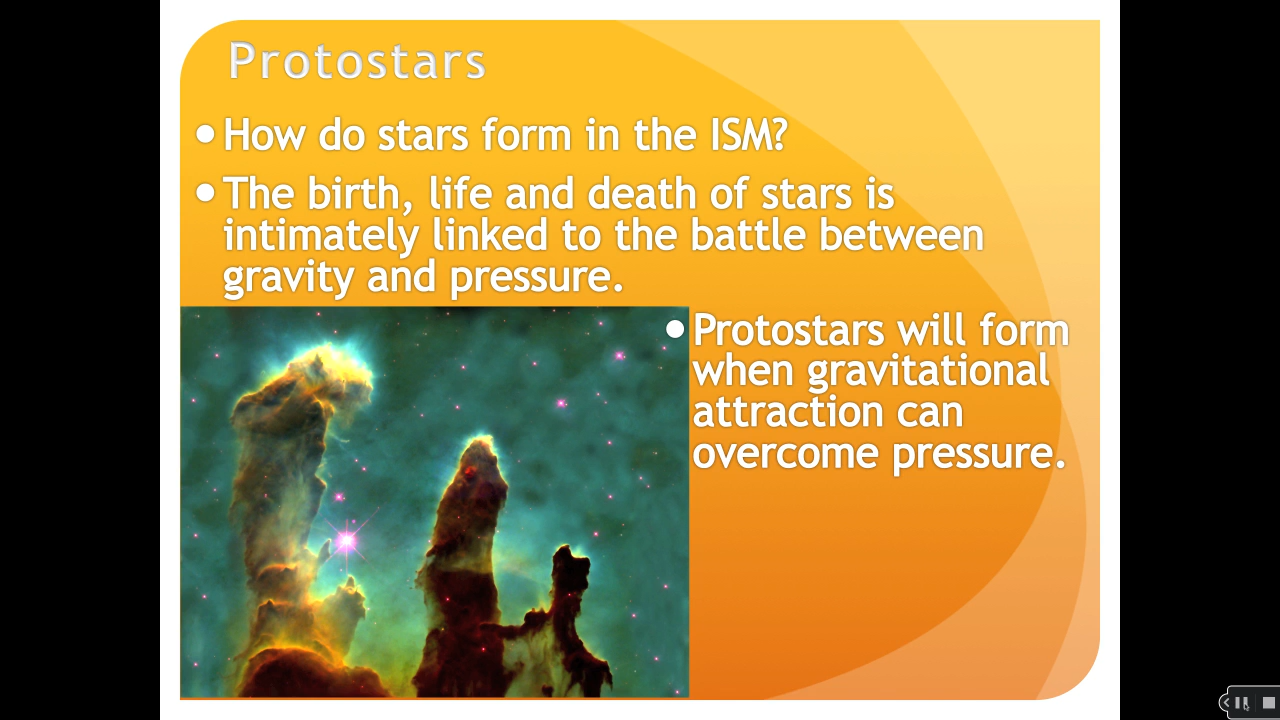 Protostars
• How do stars form in the ISM?
• The birth, life and death of stars is
intimately linked to the battle between
gravity and pressure.
• Protostars will form
when gravitational
attraction can
overcome pressure.